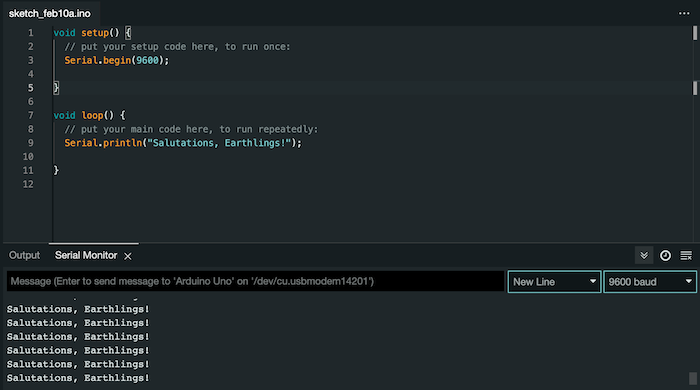 sketch_feb10a.ino
1 void setup() {
2 // put your setup code here, to run once:
3 Serial.begin(9600);
4
5 }
6
7 void loop() {
8 // put your main code here, to run repeatedly:
9 Serial.println("Salutations, Earthlings!");
10
11 }
12
Output Serial Monitor
Message (Enter to send message to 'Arduino Uno' on '/dev/cu.usbmodem14201') New Line 9600 baud
Salutations, Earthlings!
Salutations, Earthlings!
Salutations, Earthlings!
Salutations, Earthlings!
Salutations, Earthlings!
Salutations, Earthlings!